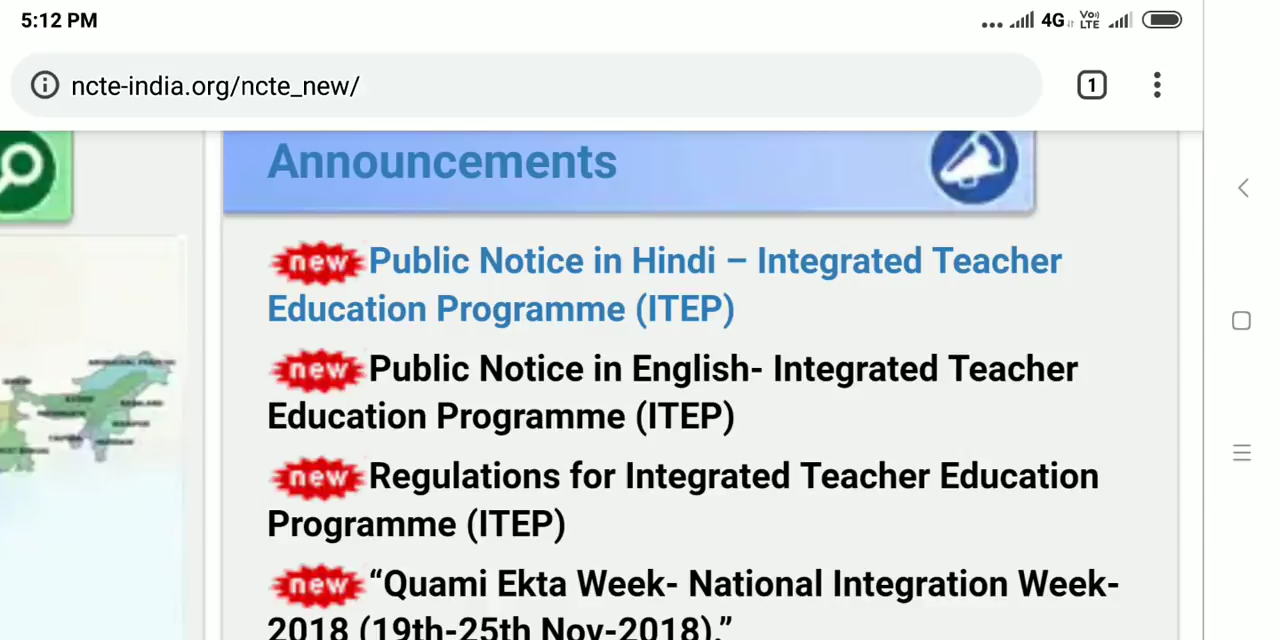 5:12 PM
4G
Vo))
LTE
ncte-india.org/ncte_new/
1
Announcements
new Public Notice in Hindi – Integrated Teacher
Education Programme (ITEP)
new Public Notice in English- Integrated Teacher
Education Programme (ITEP)
new Regulations for Integrated Teacher Education
Programme (ITEP)
new “Quami Ekta Week- National Integration Week-
2018 (19th-25th Nov-2018).”